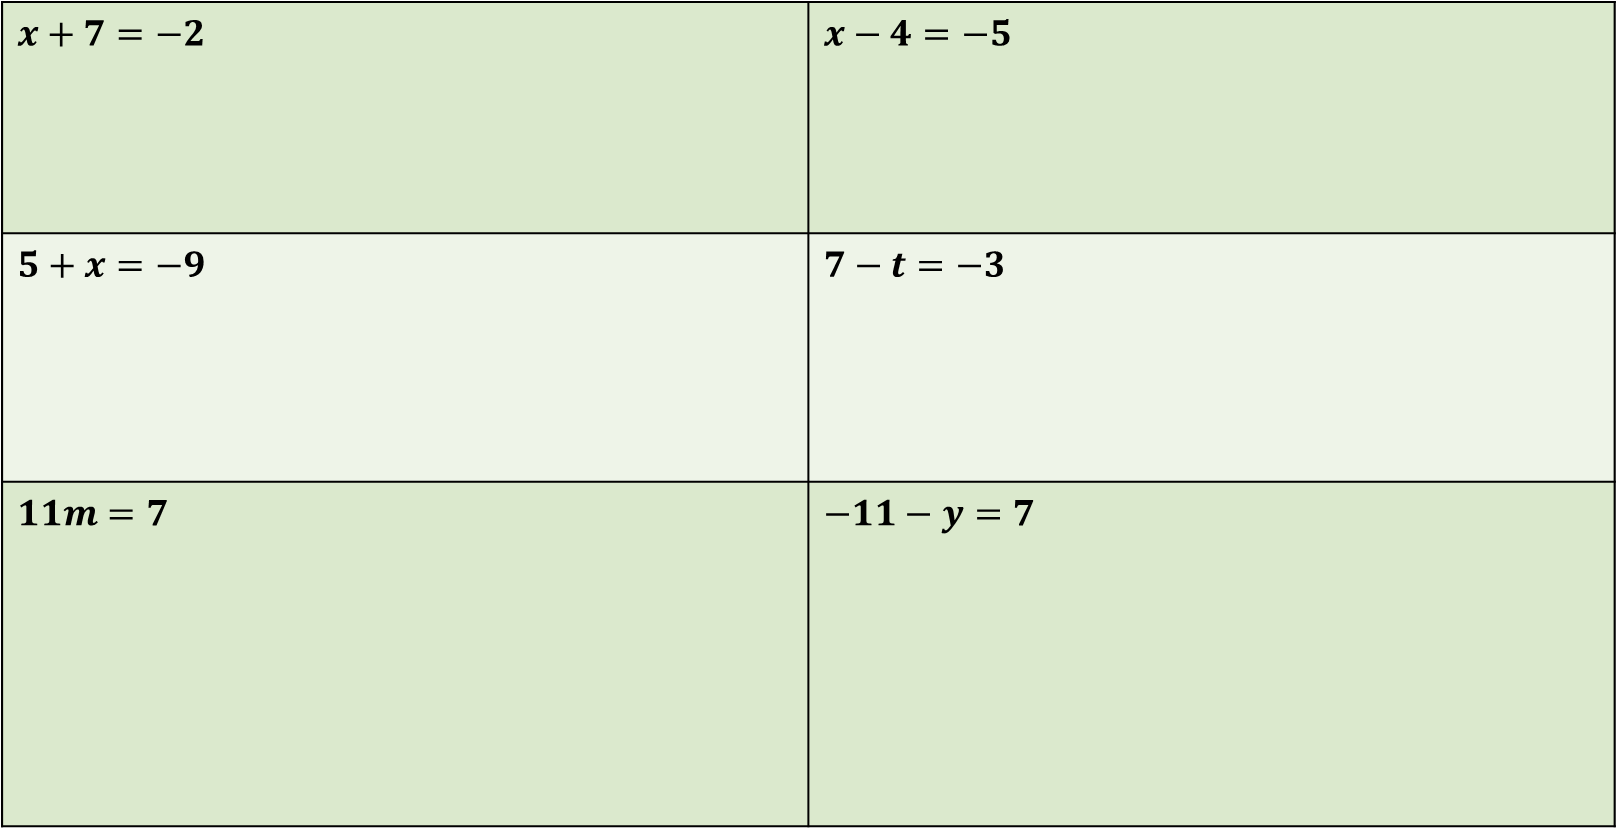 x + 7 = −2
x − 4 = −5
5 + x = −9
7 − t = −3
11m = 7
−11 − y = 7